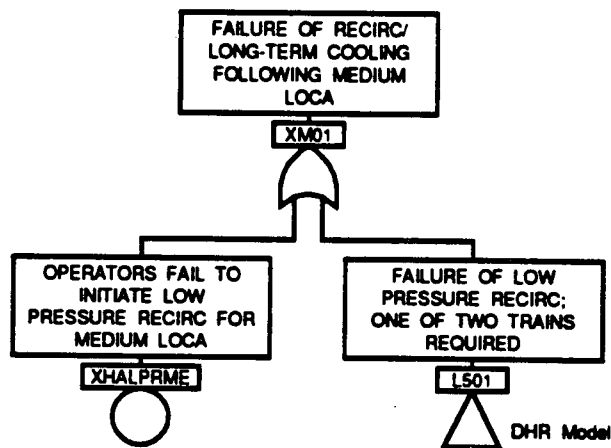 FAILURE OF RECIRC/
LONG-TERM COOLING
FOLLOWING MEDIUM
LOCA
XM01
OPERATORS FAIL TO
INITIATE LOW
PRESSURE RECIRC FOR
MEDIUM LOCA
XHALPRME
FAILURE OF LOW
PRESSURE RECIRC;
ONE OF TWO TRAINS
REQUIRED
L501
DHR Model